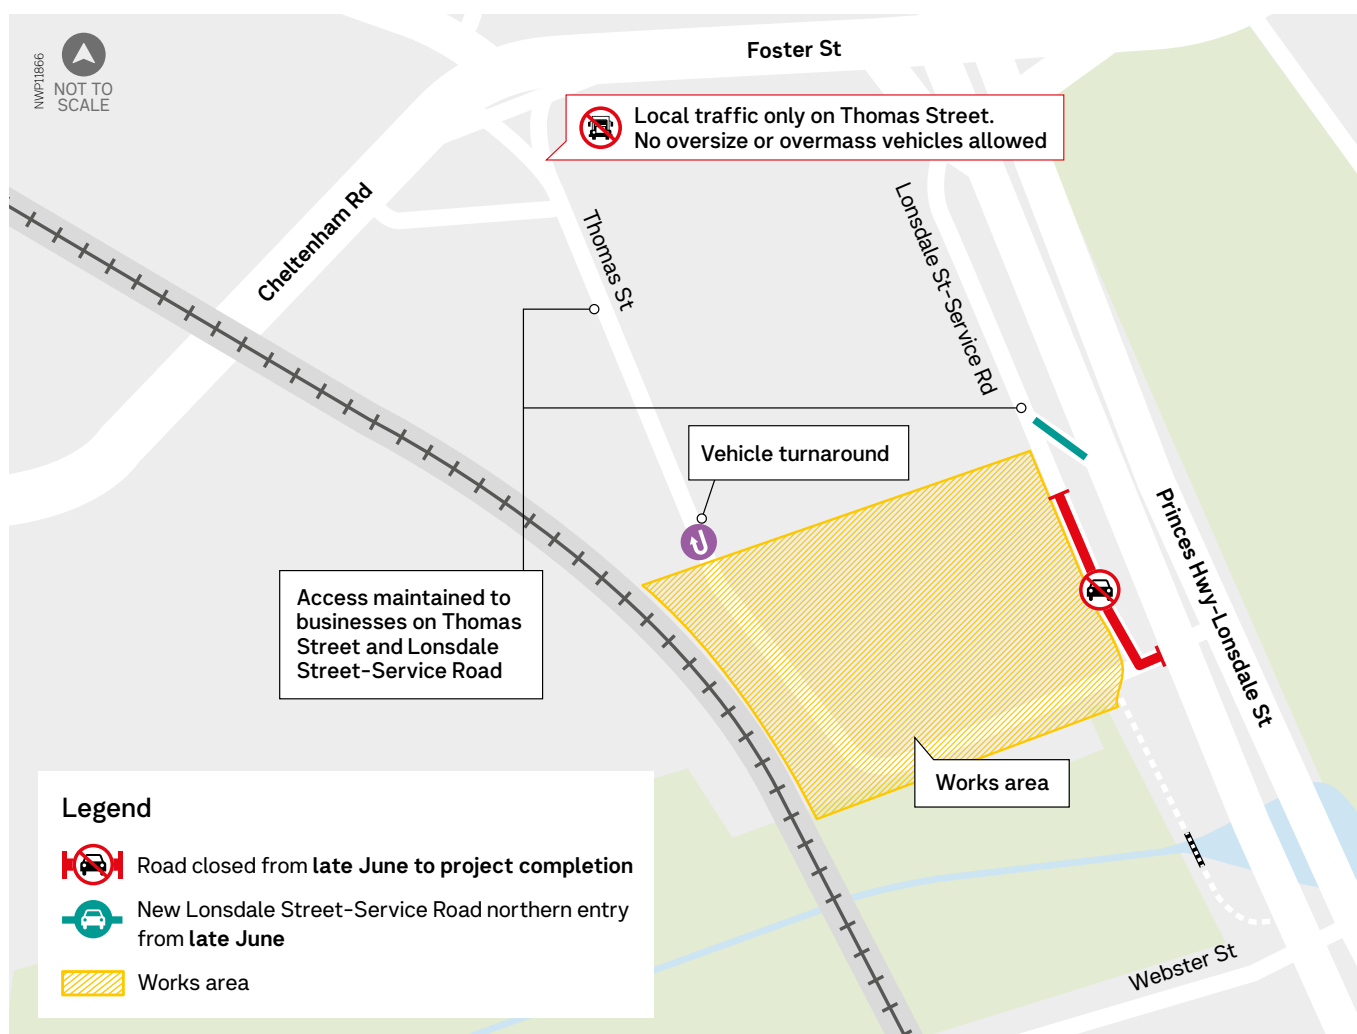 NWP11866
NOT TO
SCALE
Foster St
Local traffic only on Thomas Street.
No oversize or overmass vehicles allowed
Cheltenham Rd
Thomas St
Lonsdale St-Service Rd
Vehicle turnaround
Princes Hwy-Lonsdale St
Access maintained to
businesses on Thomas
Street and Lonsdale
Street-Service Road
Works area
Webster St
Legend
Road closed from late June to project completion
New Lonsdale Street-Service Road northern entry
from late June
Works area